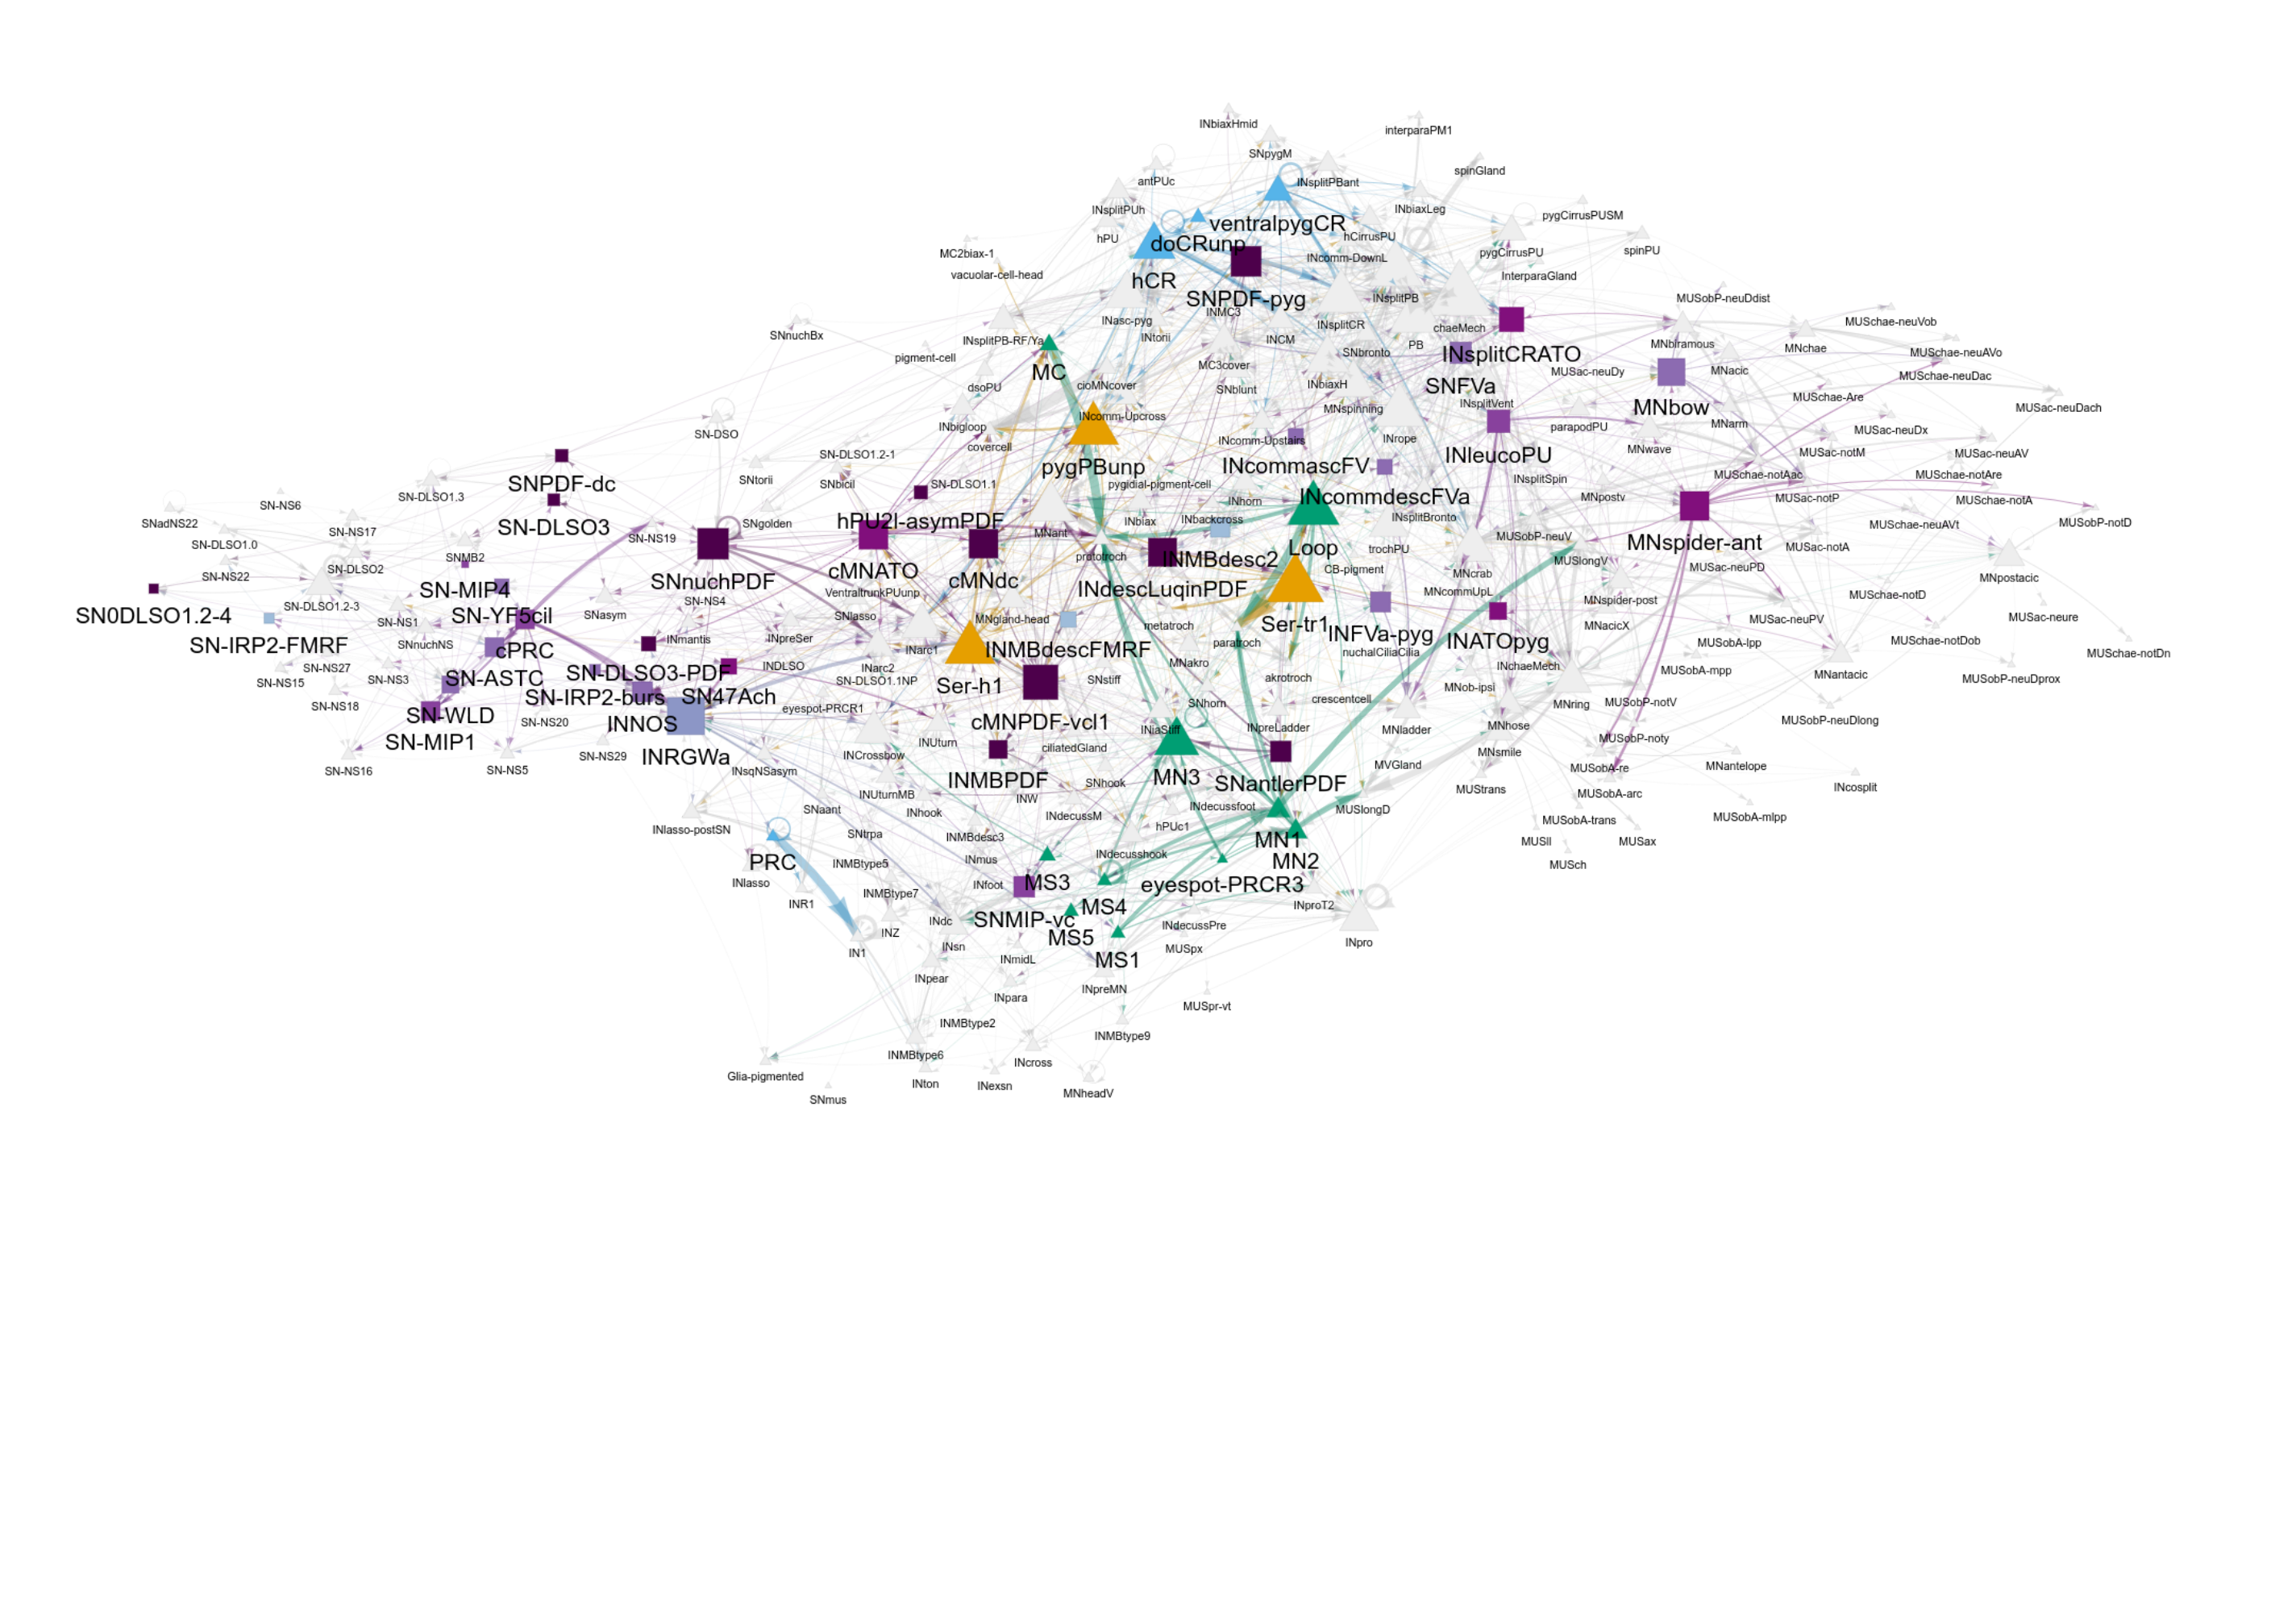 INbiaxHmid
interparaPM1
SNpygM
spinGland
antPUc
INsplitPBant
INsplitPUh
INbiaxLeg
pygCirrusPUSM
ventralpygCR
hPU
doCRunp
hCirrusPU
MC2biax-1
pygCirrusPU
spinPU
INcomm-DownL
vacuolar-cell-head
InterparaGland
hCR
SNPDF-pyg
INsplitPB
MUSobP-neuDdist
INMC3
INasc-pyg
INsplitCR
chaeMech
MUSchae-neuVob
SNnuchBx
INtorii
INCM
INsplitPB-RF/Ya
PB
MNbiramous
MNchae
SNbronto
INsplitCRATO
MUSchae-neuAVo
pigment-cell
MC3cover
MC
MUSac-neuDy
MNacic
MUSchae-neuDac
dsoPU
cioMNcover
SNblunt
INbiaxH
SNFVa
MUSchae-Are
INsplitVent
MNbow
MUSac-neuDach
MNspinning
INcomm-Upcross
MNarm
INbigloop
parapodPU
MUSac-neuDx
SN-DSO
INcomm-Upstairs
INrope
covercell
MNwave
MUSac-notM
MUSac-neuAV
SN-DLSO1.2-1
INleucoPU
pygPBunp
INcommascFV
MUSchae-notAac
MUSchae-notAre
SNtorii
SNbicil
SN-DLSO1.1
pygidial-pigment-cell
INsplitSpin
SNPDF-dc
SN-DLSO1.3
INcommdescFVa
MNpostv
MUSac-notP
MUSchae-notA
SN-NS6
INhorn
SNadNS22
SNgolden
hPU2l-asymPDF
INbiax
INbackcross
INsplitBronto
MUSchae-neuAVt
MUSobP-notD
SN-NS17
SN-DLSO3
SN-NS19
MNant
prototroch
MUSobP-neuV
MNspider-ant
SN-DLSO1.0
Loop
trochPU
MUSac-notA
SNMB2
INMBdesc2
MUSlongV
SN-DLSO2
cMNATO
CB-pigment
MUSac-neuPD
SN-NS22
SNnuchPDF
cMNdc
MNcrab
MNpostacic
SN-MIP4
INdescLuqinPDF
VentraltrunkPUunp
MNcommUpL
SN-DLSO1.2-3
SN-NS4
MNspider-post
MUSchae-notD
SN0DLSO1.2-4
SN-YF5cil
SNasym
SNlasso
MNgland-head
MUSac-neure
SN-NS1
metatroch
Ser-tr1
MNacicX
MUSac-neuPV
INmantis
INpreSer
INFVa-pyg
INATOpyg
SN-IRP2-FMRF
SNnuchNS
cPRC
INarc1
INMBdescFMRF
paratroch
MUSobA-lpp
MUSchae-notDob
nuchalCiliaCilia
MUSchae-notDn
SN-NS27
INarc2
MNakro
INchaeMech
MUSobA-mpp
SN-NS15
SN-NS3
SN-ASTC
SN-DLSO3-PDF
INDLSO
SN-DLSO1.1NP
Ser-h1
SNstiff
akrotroch
MNantacic
MUSobP-neuDprox
SN-NS18
SN-IRP2-burs
SN47Ach
eyespot-PRCR1
SNhorn
crescentcell
MNob-ipsi
MNring
MUSobP-notV
SN-WLD
SN-NS20
INNOS
cMNPDF-vcl1
INiaStiff
INpreLadder
MNladder
MNhose
MUSobP-neuDlong
SN-MIP1
INUturn
ciliatedGland
MUSobP-noty
SN-NS16
SN-NS5
SN-NS29
INRGWa
INCrossbow
MNsmile
INsqNSasym
INMBPDF
MN3
MVGland
MUSobA-re
MNantelope
SNhook
SNantlerPDF
MUStrans
INcosplit
INUturnMB
INW
MUSobA-arc
SNaant
INhook
INdecussM
INdecussfoot
MUSlongD
MUSobA-trans
MUSobA-mlpp
INlasso-postSN
SNtrpa
INMBdesc3
hPUc1
MN1
MUSll
MUSax
PRC
INMBtype5
INmus
INdecusshook
MN2
MUSch
INlasso
INfoot
MS3
eyespot-PRCR3
INMBtype7
INR1
MS4
INproT2
INdc
SNMIP-vc
INdecussPre
INZ
MS5
INpro
IN1
INsn
INmidL
MS1
MUSpx
INpear
INpara
INpreMN
MUSpr-vt
INMBtype2
INMBtype9
INMBtype6
INcross
Glia-pigmented
INton
INexsn
MNheadV
SNmus